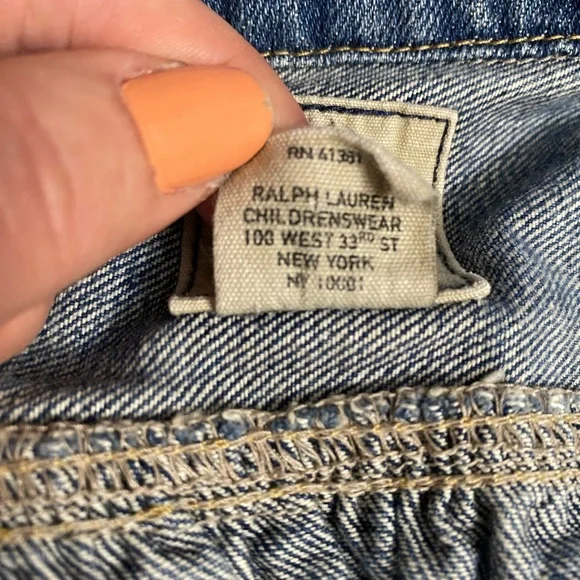 RN 41381
RALPH LAUREN
CHILDRENSWEAR
100 WEST 33RD ST
NEW YORK
NY 10001